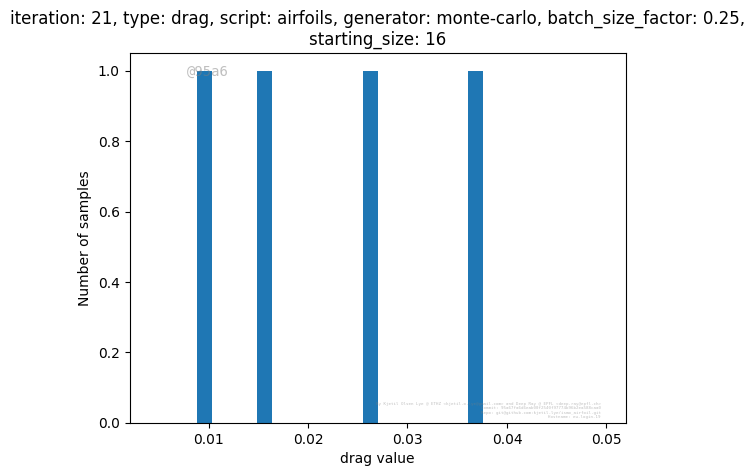 iteration: 21, type: drag, script: airfoils, generator: monte-carlo, batch_size_factor: 0.25,
starting_size: 16
@95a6
1.0
0.8
0.6
0.4
0.2
0.0
Number of samples
0.01
0.02
0.03
0.04
0.05
drag value